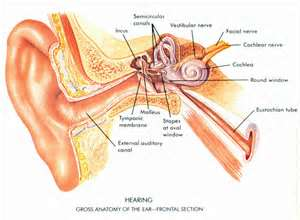 Semicircular
canals
Vestibular nerve
Incus
Facial nerve
Cochlear nerve
Cochlea
Round window
Eustachian tube
Malleus
Tympanic
membrane
Stapes
at oval
window
External auditory
canal
HEARING
GROSS ANATOMY OF THE EAR—FRONTAL SECTION